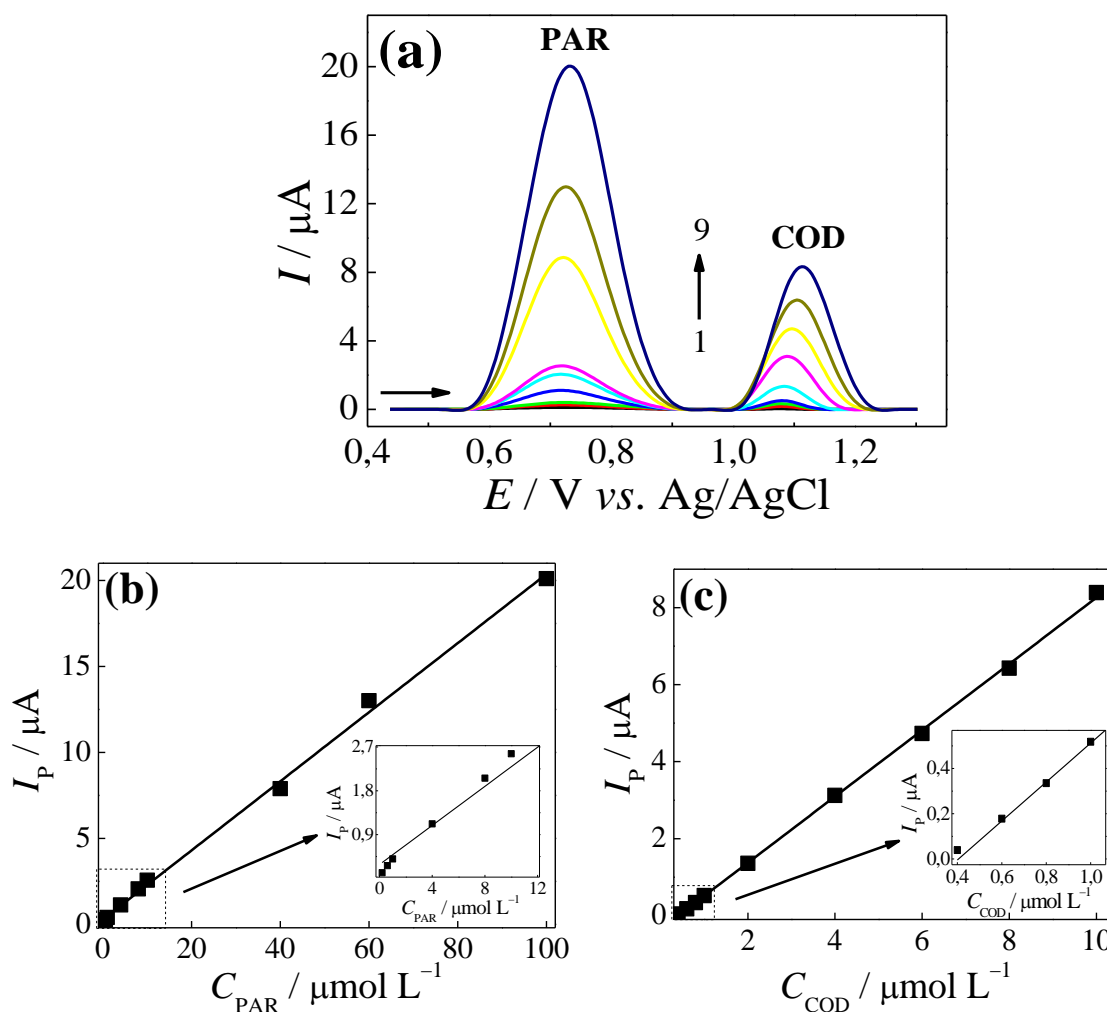 (a)
PAR
COD
9
1
20
16
12
8
4
0
I / μA
0,4 0,6 0,8 1,0 1,2
E / V vs. Ag/AgCl
(b)
20
15
10
5
0
I_P / μA
0 20 40 60 80 100
C_PAR / μmol L⁻¹
2,7
1,8
0,9
I_P / μA
0 4 8 12
C_PAR / μmol L⁻¹
(c)
8
6
4
2
0
I_P / μA
2 4 6 8 10
C_COD / μmol L⁻¹
0,4
0,2
0,0
I_P / μA
0,4 0,6 0,8 1,0
C_COD / μmol L⁻¹